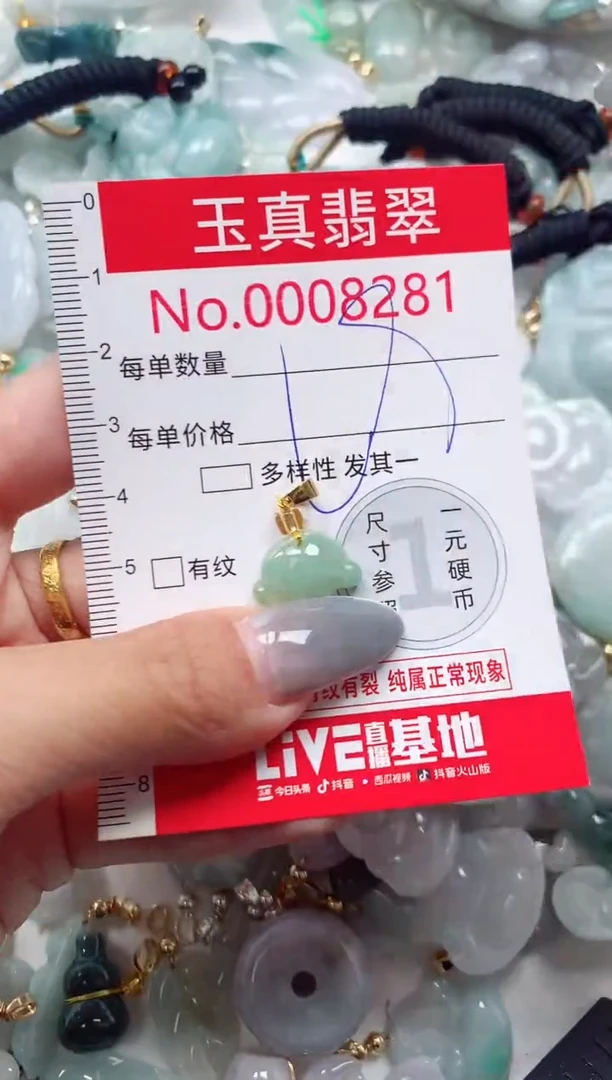 0
玉真翡翠
1
No.0008281
2
每单数量
3
每单价格
多样性 发其一
4
尺寸参
一元硬币
1
5
有纹
有裂 纯属正常现象
LiVE直播基地
今日头条 抖音 西瓜视频 抖音火山版
8